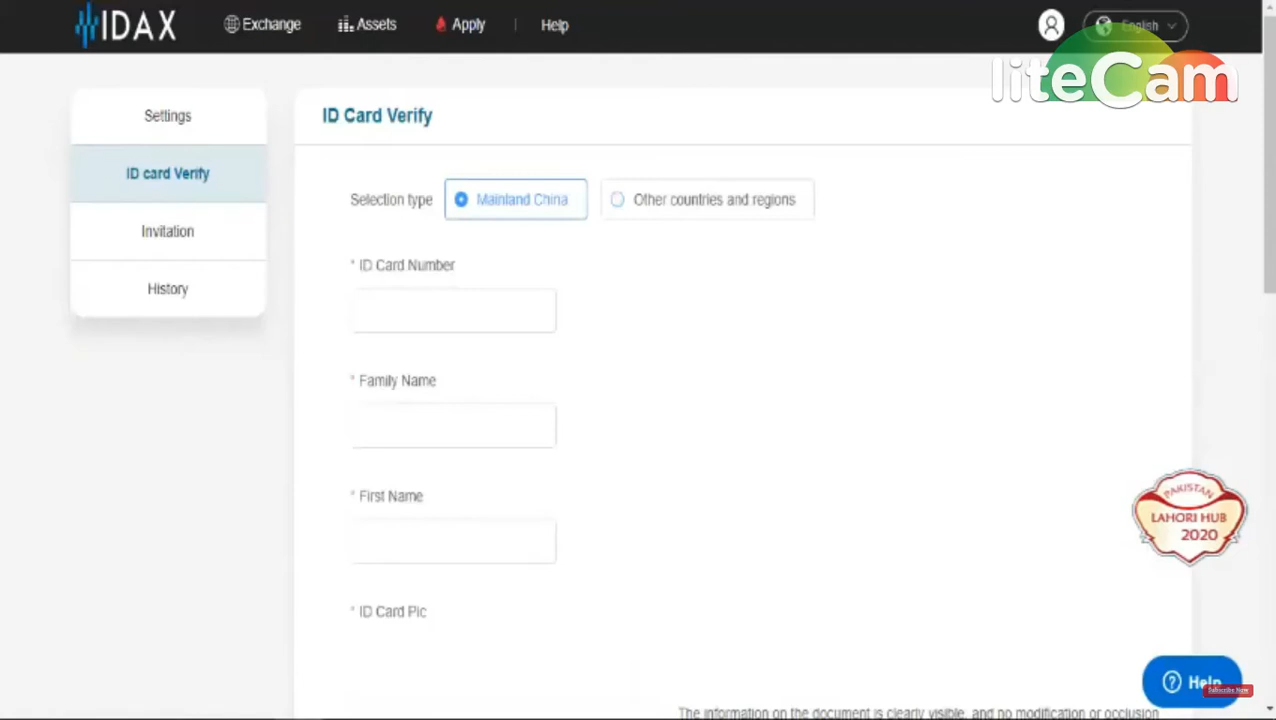 IDAX
Exchange
Assets
Apply
Help
English
liteCam
Settings
ID card Verify
Invitation
History
ID Card Verify
Selection type
Mainland China
Other countries and regions
* ID Card Number
* Family Name
* First Name
* ID Card Pic
PAKISTAN
LAHORI HUB
2020
Help
Subscribe Now
The information on the document is clearly visible, and no modification or occlusion